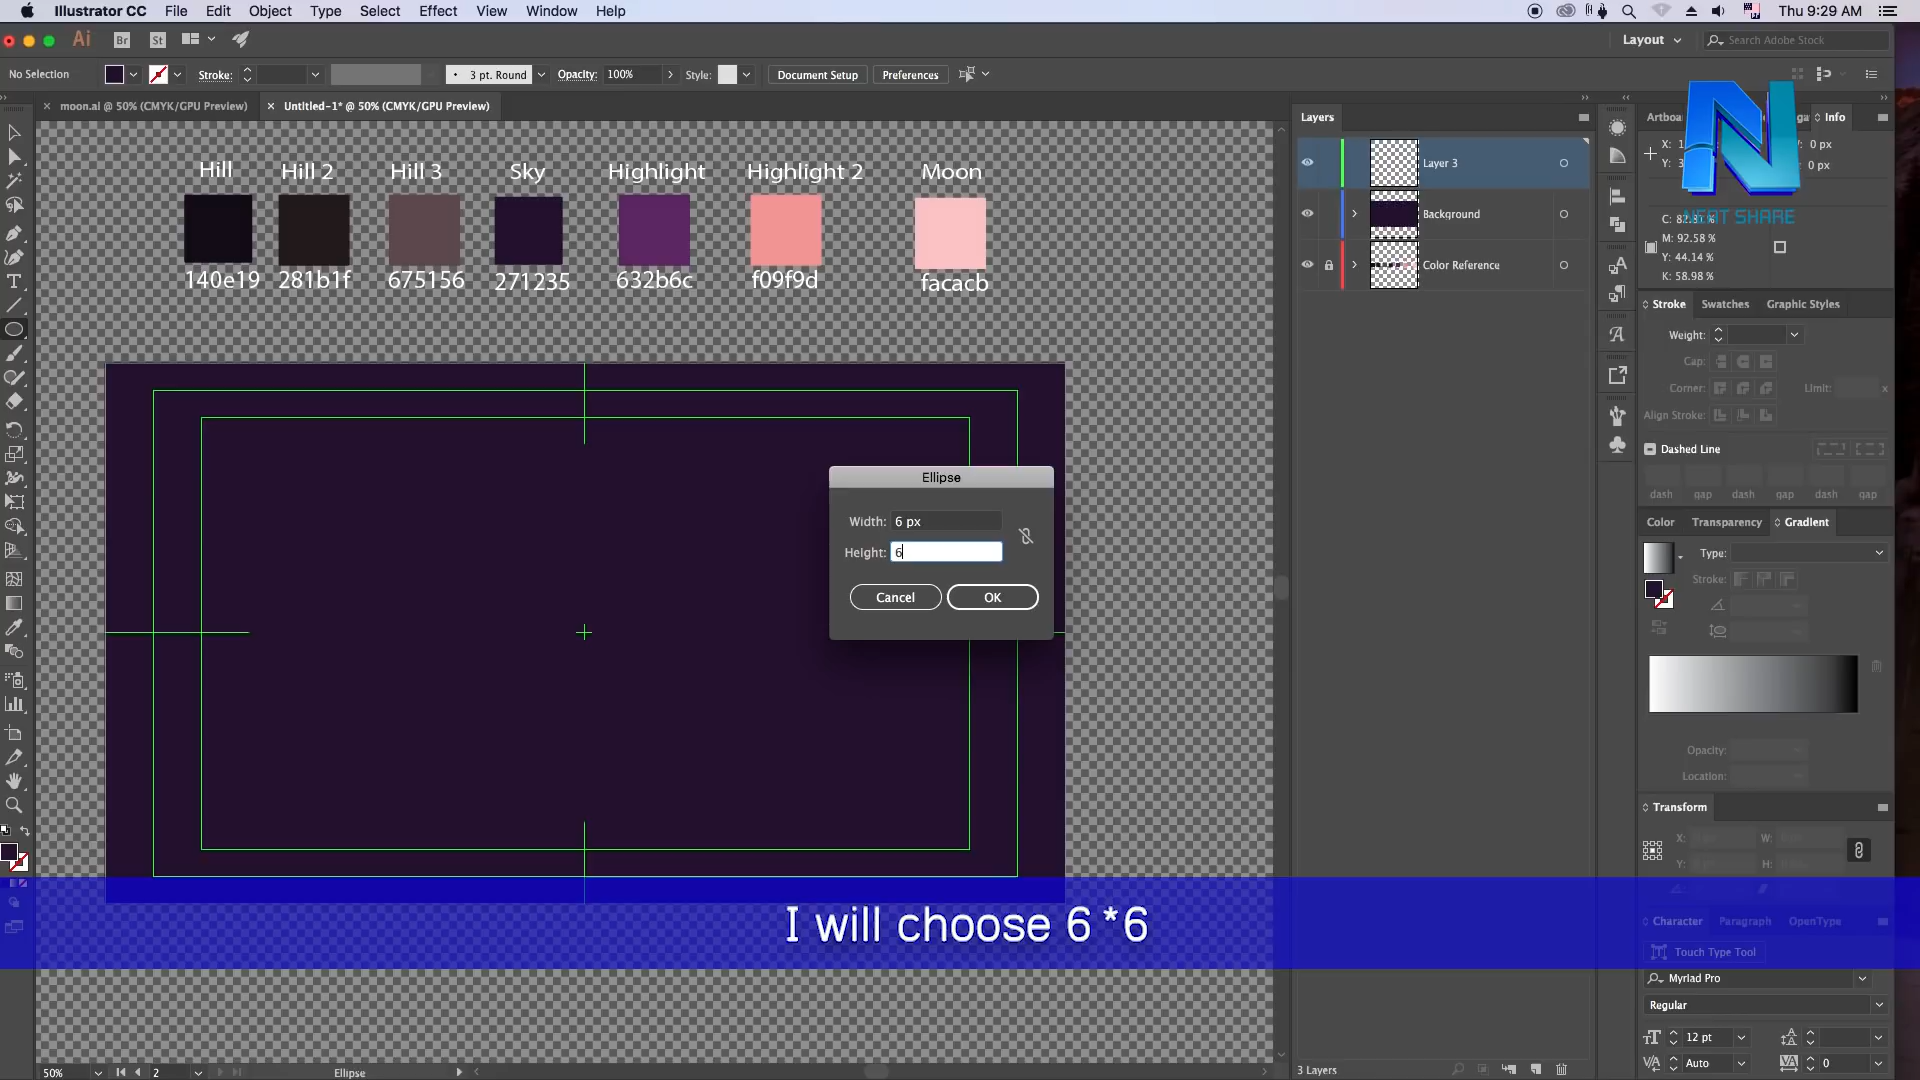 Illustrator CC File Edit Object Type Select Effect View Window Help Thu 9:29 AM
Ai Br St Layout Search Adobe Stock
No Selection Stroke: 3 pt. Round Opacity: 100% Style: Document Setup Preferences
moon.ai @ 50% (CMYK/GPU Preview) Untitled-1* @ 50% (CMYK/GPU Preview)
Hill Hill 2 Hill 3 Sky Highlight Highlight 2 Moon
140e19 281b1f 675156 271235 632b6c f09f9d facacb
Layers
Layer 3
Background
Color Reference
3 Layers
Ellipse
Width: 6 px
Height: 6
Cancel OK
I will choose 6*6
Info
X:
Y:
0 px
0 px
NEAT SHARE
M: 92.58 %
Y: 44.14 %
K: 58.98 %
Stroke Swatches Graphic Styles
Weight:
Cap:
Corner: Limit: x
Align Stroke:
Dashed Line
dash gap dash gap dash gap
Color Transparency Gradient
Type:
Stroke:
Opacity:
Location:
Transform
X: W:
Y: H:
Character Paragraph OpenType
Touch Type Tool
Myriad Pro
Regular
12 pt
Auto 0
50% 2 Ellipse